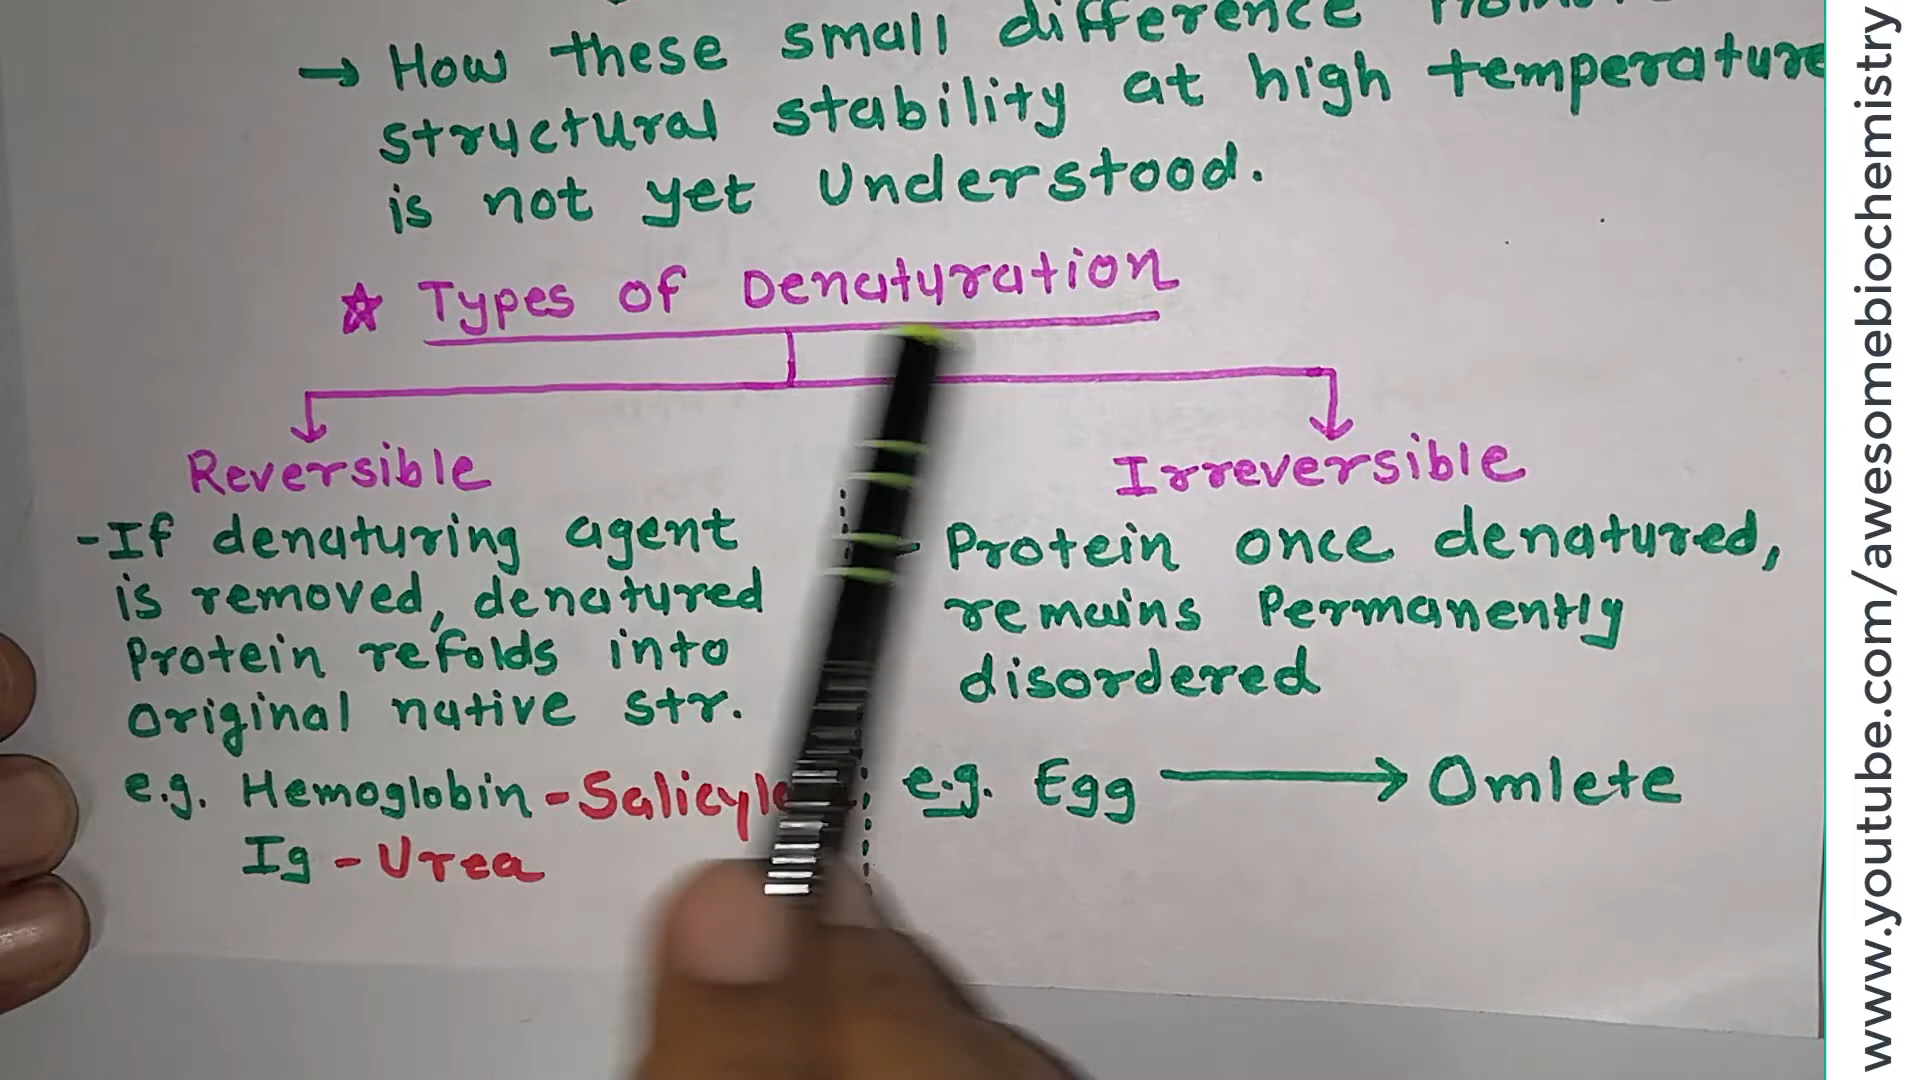 → How these small difference
structural stability at high temperature
is not yet Understood.
☆ Types of Denaturation
Reversible
-If denaturing agent
is removed, denatured
Protein refolds into
Original native str.
e.g. Hemoglobin -
Ig - Urea
Irreversible
- Protein once denatured,
remains Permanently
disordered
e.g. Egg → Omlete
www.youtube.com/awesomebiochemistry